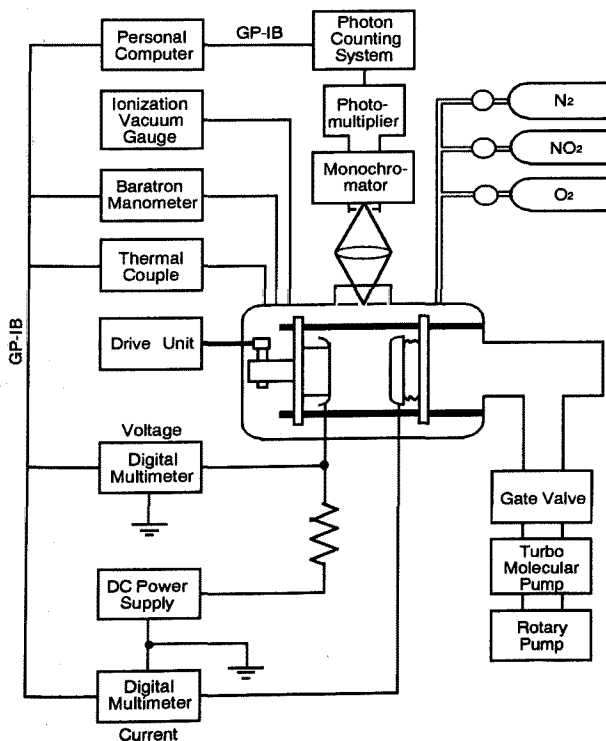 Personal
Computer
GP-IB
Photon
Counting
System
Ionization
Vacuum
Gauge
Photo-
multiplier
N2
NO2
O2
Baratron
Manometer
Monochro-
mator
Thermal
Couple
GP-IB
Drive Unit
Voltage
Digital
Multimeter
Gate Valve
DC Power
Supply
Turbo
Molecular
Pump
Rotary
Pump
Digital
Multimeter
Current